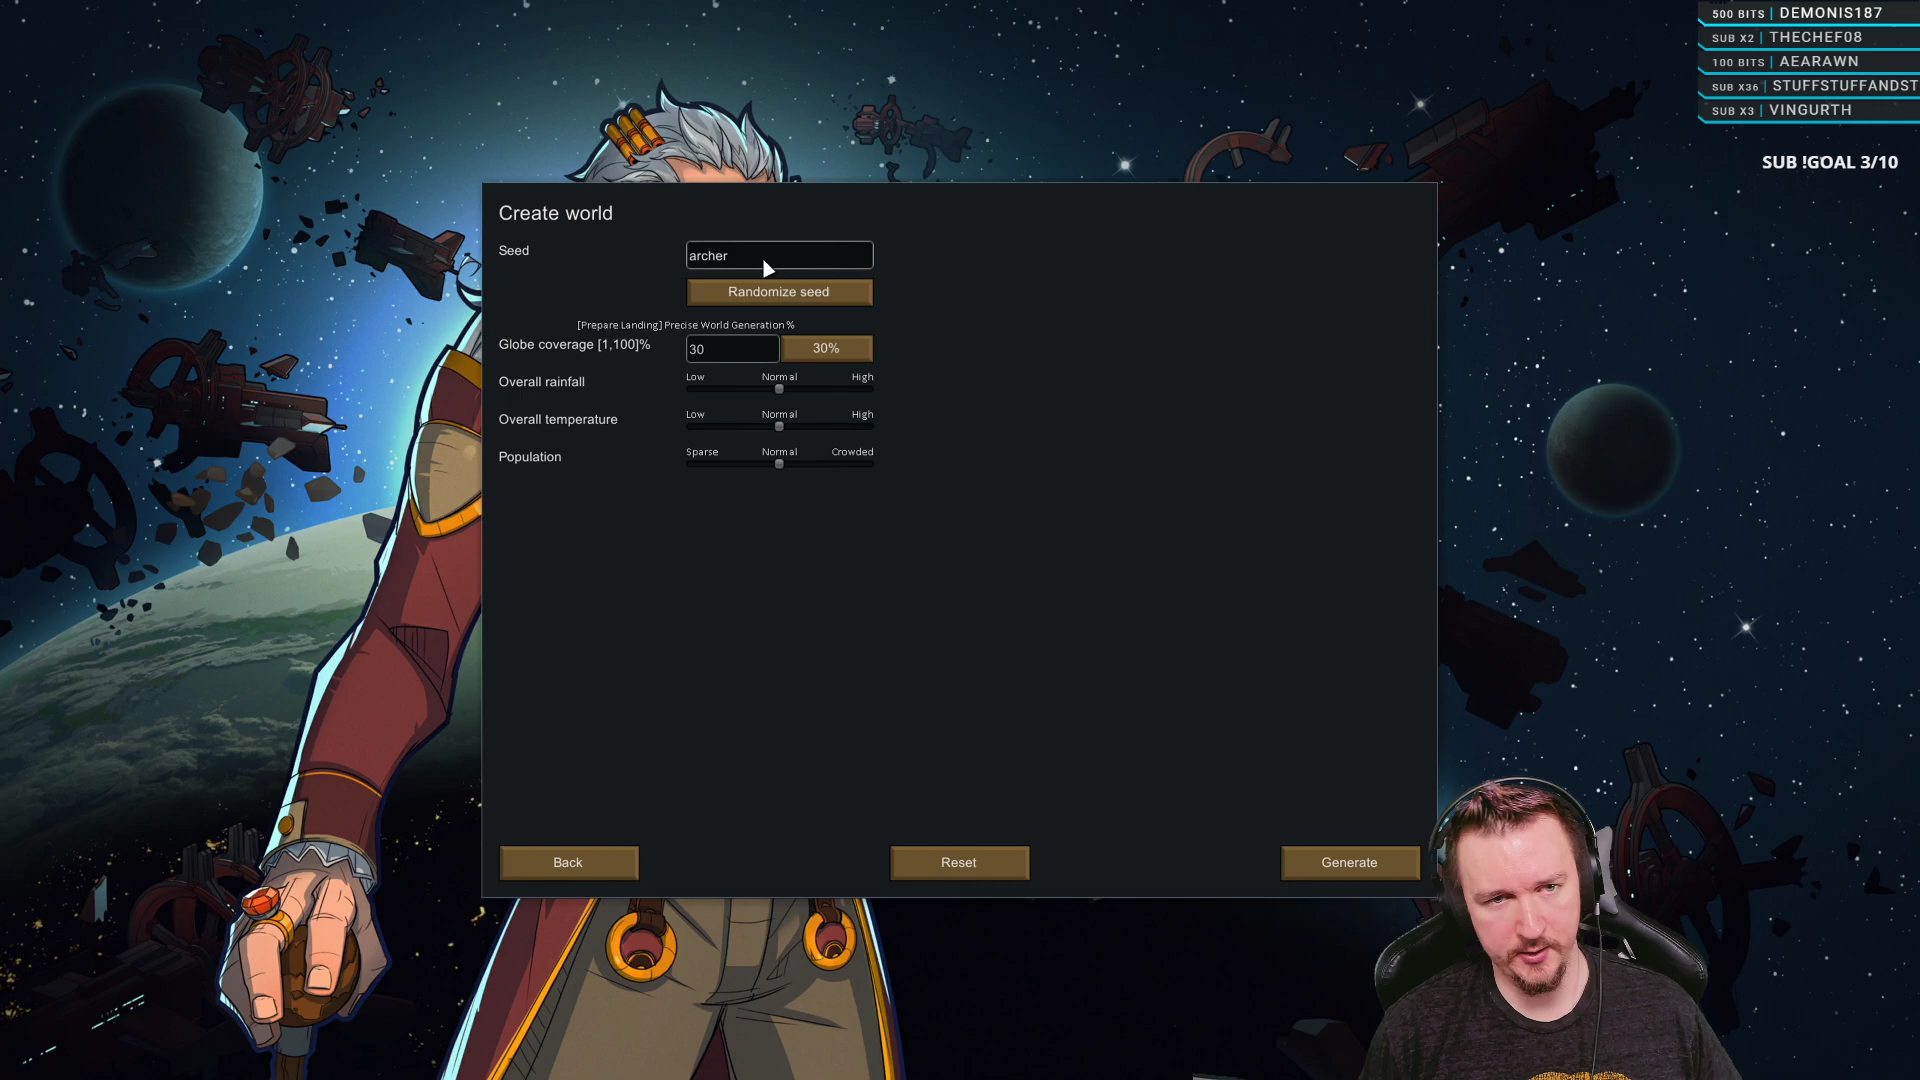 500 BITS | DEMONIS187
SUB X2 | THECHEF08
100 BITS | AEARAWN
SUB X36 | STUFFSTUFFANDST
SUB X3 | VINGURTH
SUB !GOAL 3/10
Create world
Seed
archer
Randomize seed
[Prepare Landing] Precise World Generation %
Globe coverage [1,100]%
30
30%
Overall rainfall
Low Normal High
Overall temperature
Low Normal High
Population
Sparse Normal Crowded
Back
Reset
Generate